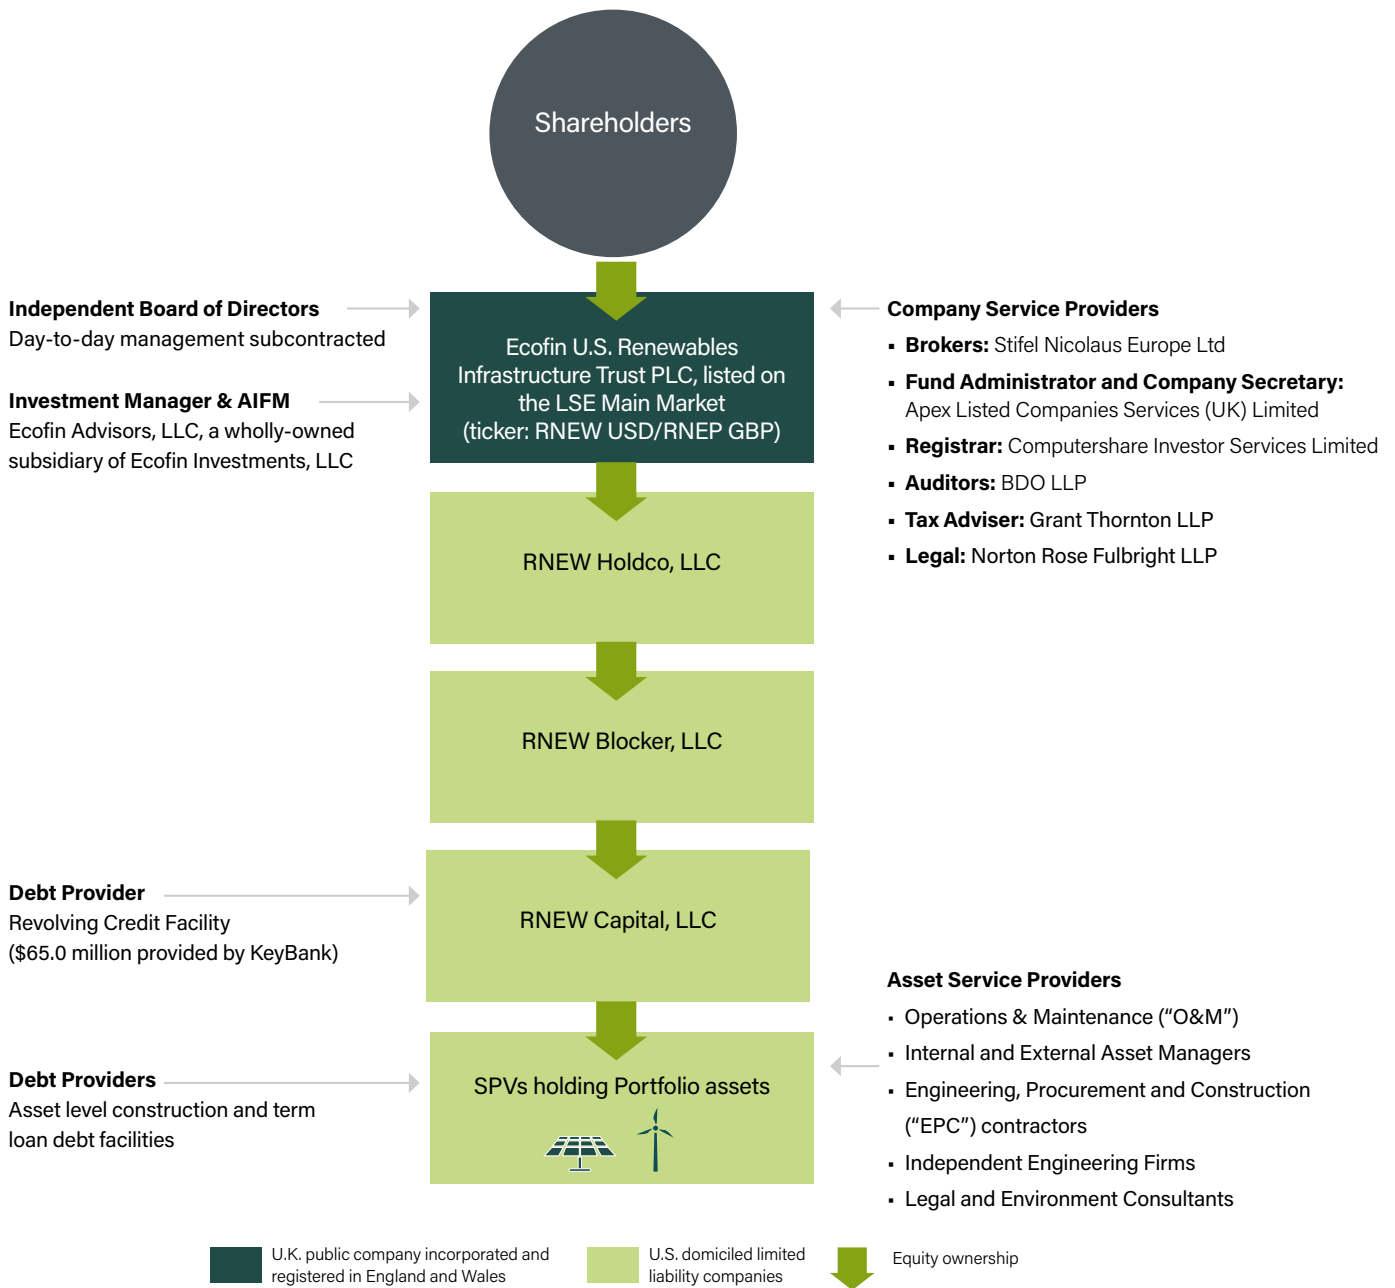 Shareholders
Independent Board of Directors
Day-to-day management subcontracted
Investment Manager & AIFM
Ecofin Advisors, LLC, a wholly-owned
subsidiary of Ecofin Investments, LLC
Ecofin U.S. Renewables
Infrastructure Trust PLC, listed on
the LSE Main Market
(ticker: RNEW USD/RNEP GBP)
Company Service Providers
▪ Brokers: Stifel Nicolaus Europe Ltd
▪ Fund Administrator and Company Secretary:
Apex Listed Companies Services (UK) Limited
▪ Registrar: Computershare Investor Services Limited
▪ Auditors: BDO LLP
▪ Tax Adviser: Grant Thornton LLP
▪ Legal: Norton Rose Fulbright LLP
RNEW Holdco, LLC
RNEW Blocker, LLC
Debt Provider
Revolving Credit Facility
($65.0 million provided by KeyBank)
RNEW Capital, LLC
Debt Providers
Asset level construction and term
loan debt facilities
SPVs holding Portfolio assets
Asset Service Providers
▪ Operations & Maintenance (“O&M”)
▪ Internal and External Asset Managers
▪ Engineering, Procurement and Construction
(“EPC”) contractors
▪ Independent Engineering Firms
▪ Legal and Environment Consultants
U.K. public company incorporated and
registered in England and Wales
U.S. domiciled limited
liability companies
Equity ownership